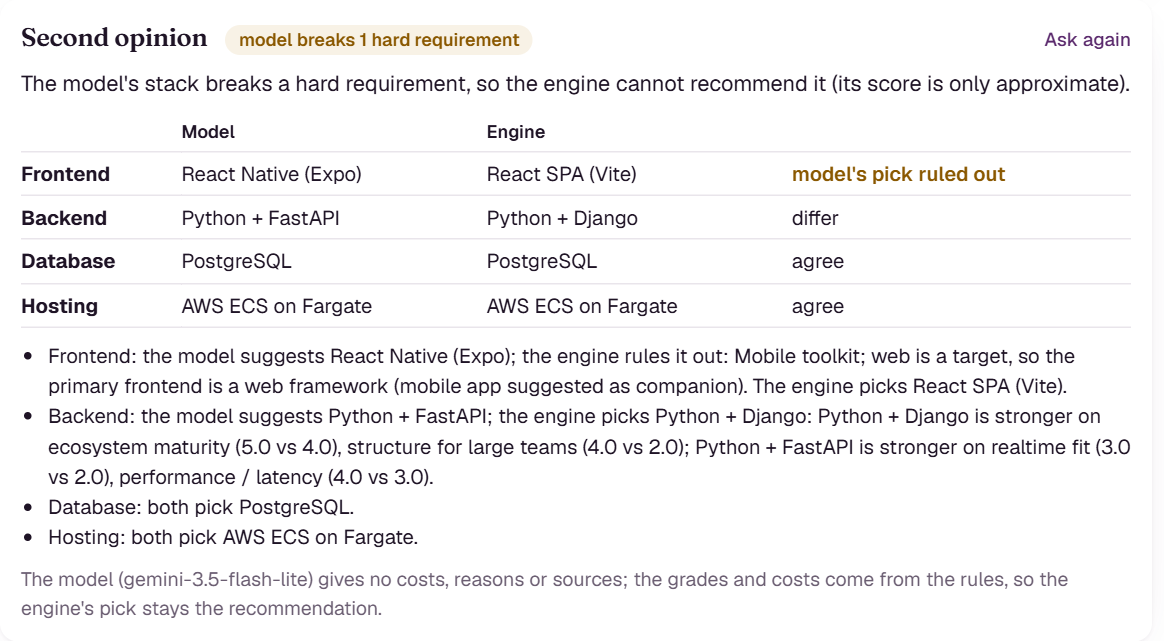 Second opinion model breaks 1 hard requirement Ask again
The model's stack breaks a hard requirement, so the engine cannot recommend it (its score is only approximate).
Model Engine
Frontend React Native (Expo) React SPA (Vite) model's pick ruled out
Backend Python + FastAPI Python + Django differ
Database PostgreSQL PostgreSQL agree
Hosting AWS ECS on Fargate AWS ECS on Fargate agree
• Frontend: the model suggests React Native (Expo); the engine rules it out: Mobile toolkit; web is a target, so the
primary frontend is a web framework (mobile app suggested as companion). The engine picks React SPA (Vite).
• Backend: the model suggests Python + FastAPI; the engine picks Python + Django: Python + Django is stronger on
ecosystem maturity (5.0 vs 4.0), structure for large teams (4.0 vs 2.0); Python + FastAPI is stronger on realtime fit (3.0
vs 2.0), performance / latency (4.0 vs 3.0).
• Database: both pick PostgreSQL.
• Hosting: both pick AWS ECS on Fargate.
The model (gemini-3.5-flash-lite) gives no costs, reasons or sources; the grades and costs come from the rules, so the
engine's pick stays the recommendation.